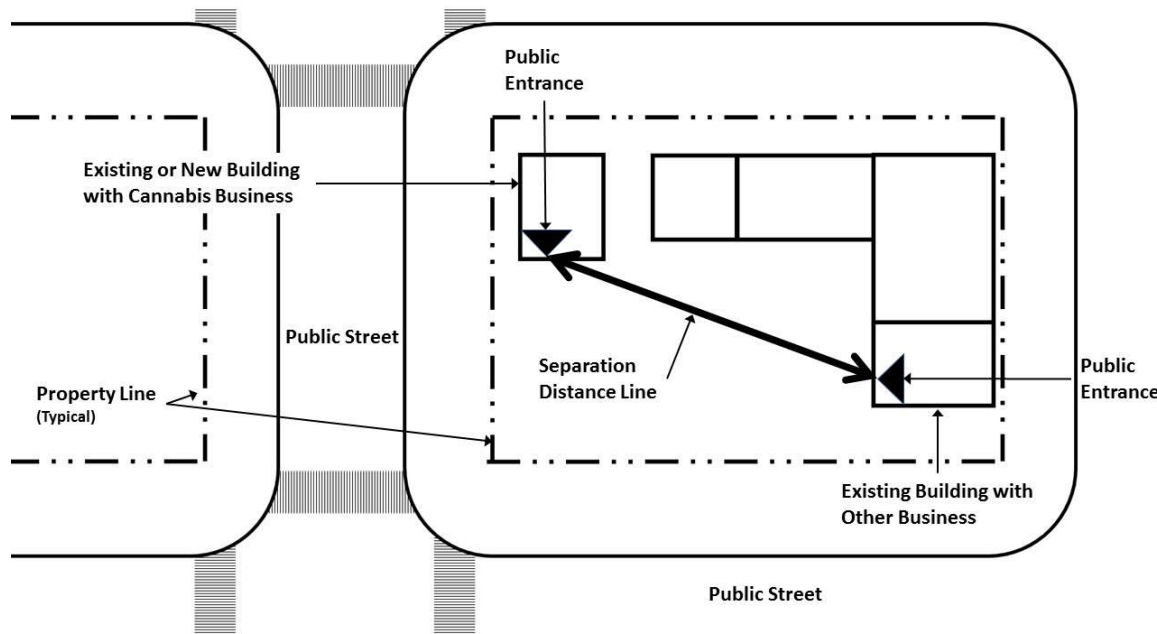 Public
Entrance
Existing or New Building
with Cannabis Business
Public Street
Separation
Distance Line
Property Line
(Typical)
Public
Entrance
Existing Building with
Other Business
Public Street